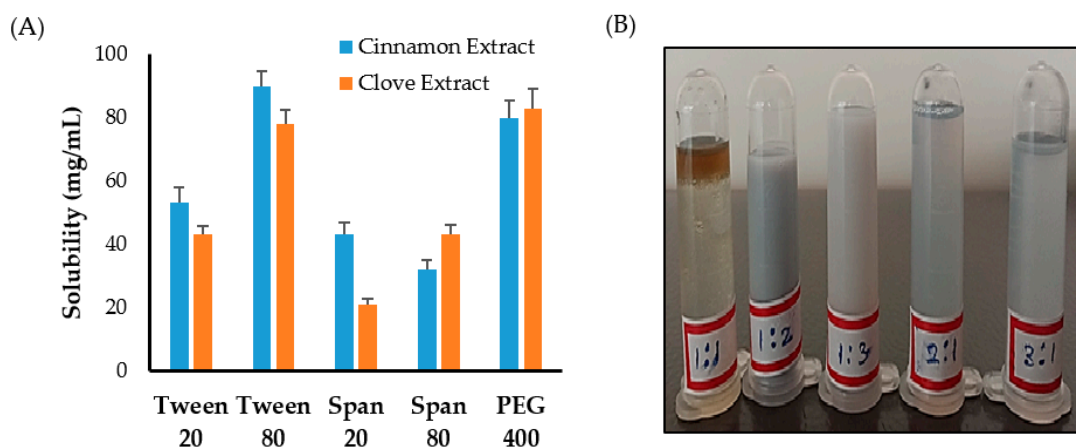 (A)
Solubility (mg/mL)
100
80
60
40
20
0
Cinnamon Extract
Clove Extract
Tween 20
Tween 80
Span 20
Span 80
PEG 400
(B)
1:1
1:2
1:3
2:1
3:1